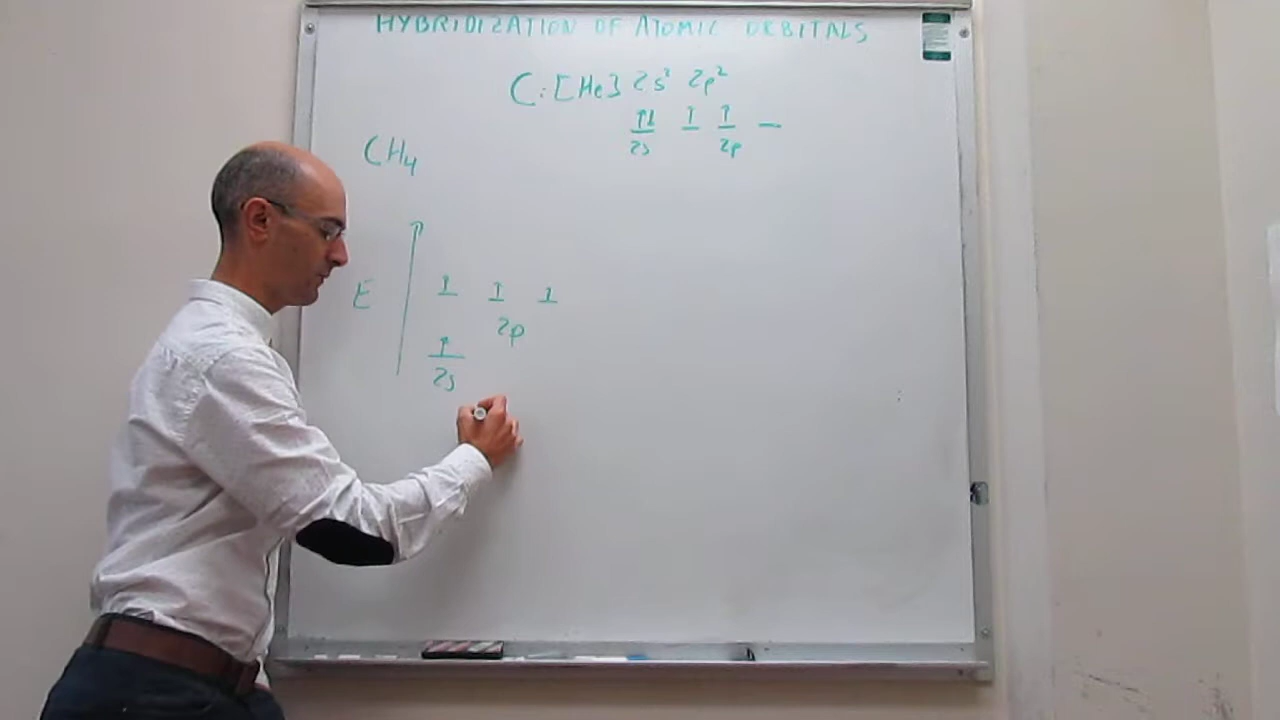 HYBRIDIZATION OF ATOMIC ORBITALS
C: [He] 2s² 2p²
2s 2p
CH₄
E
2p
2s